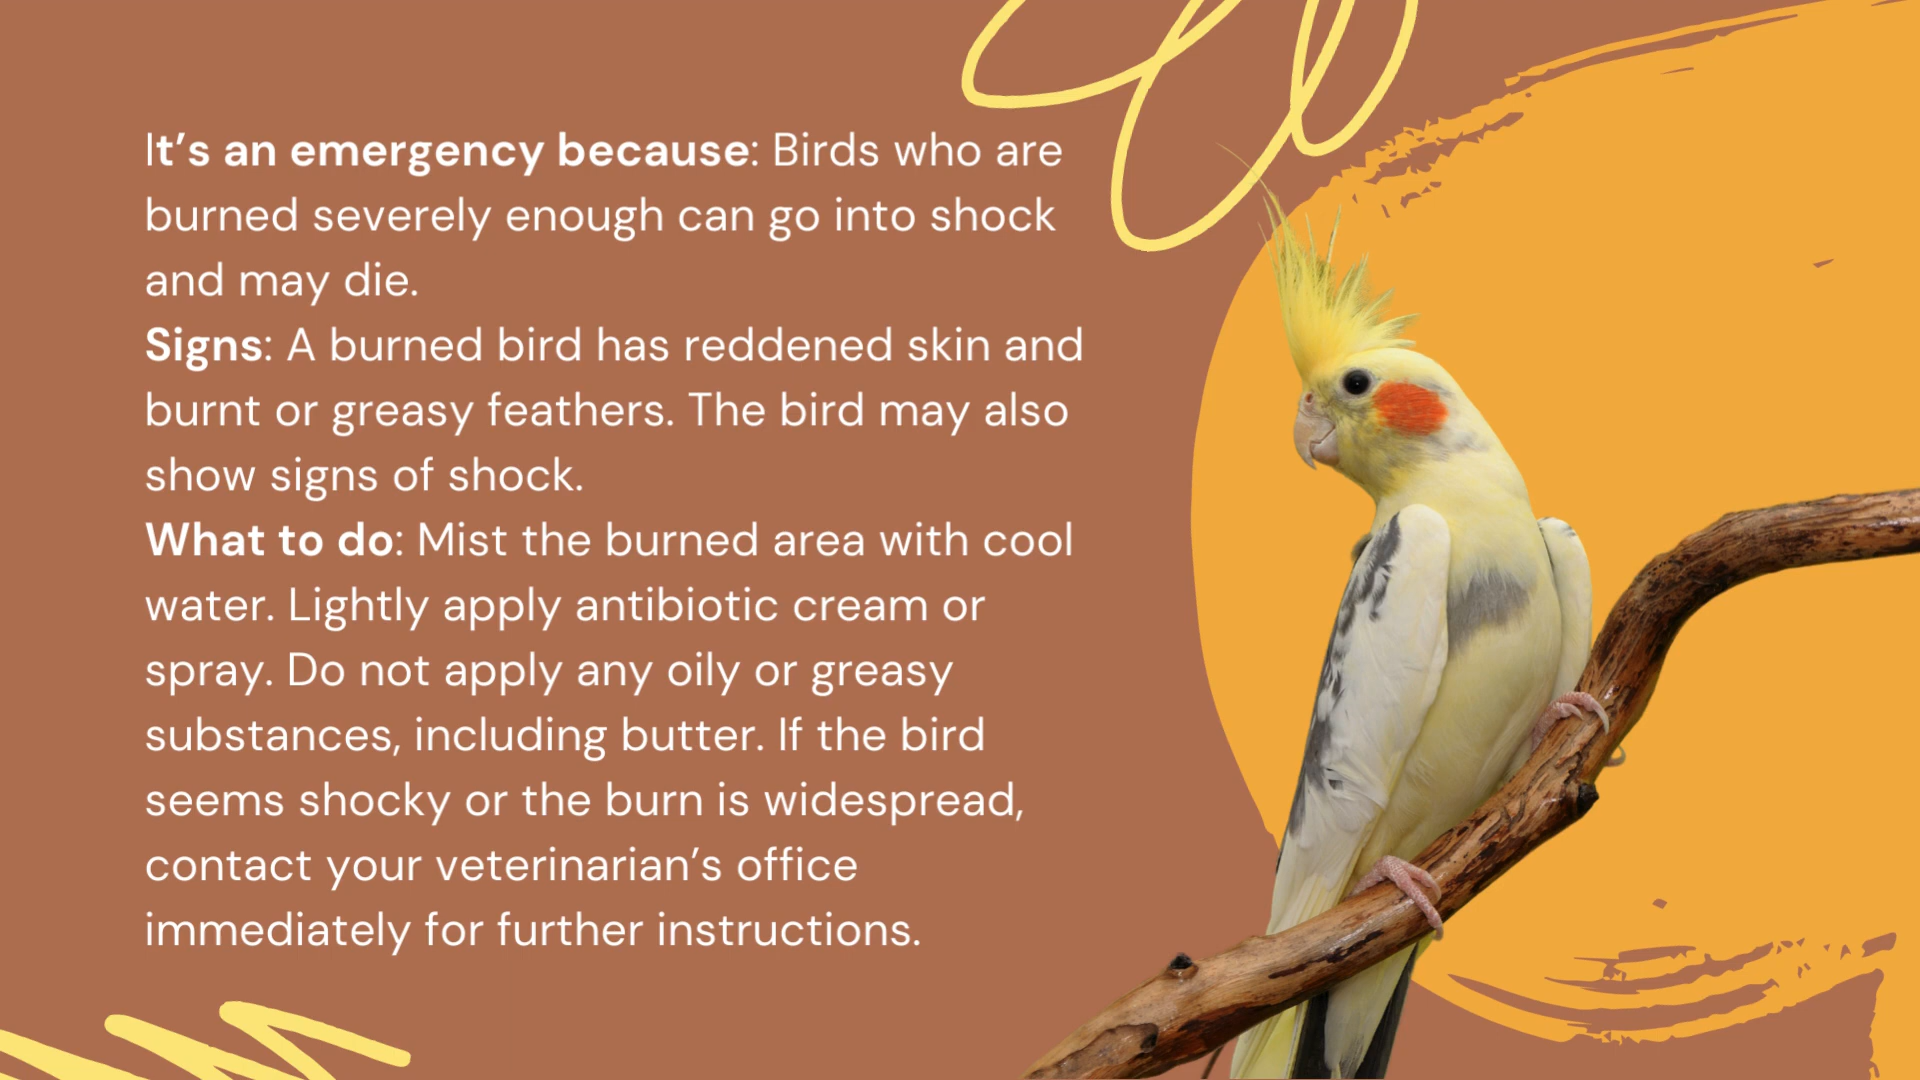 It’s an emergency because: Birds who are
burned severely enough can go into shock
and may die.
Signs: A burned bird has reddened skin and
burnt or greasy feathers. The bird may also
show signs of shock.
What to do: Mist the burned area with cool
water. Lightly apply antibiotic cream or
spray. Do not apply any oily or greasy
substances, including butter. If the bird
seems shocky or the burn is widespread,
contact your veterinarian’s office
immediately for further instructions.